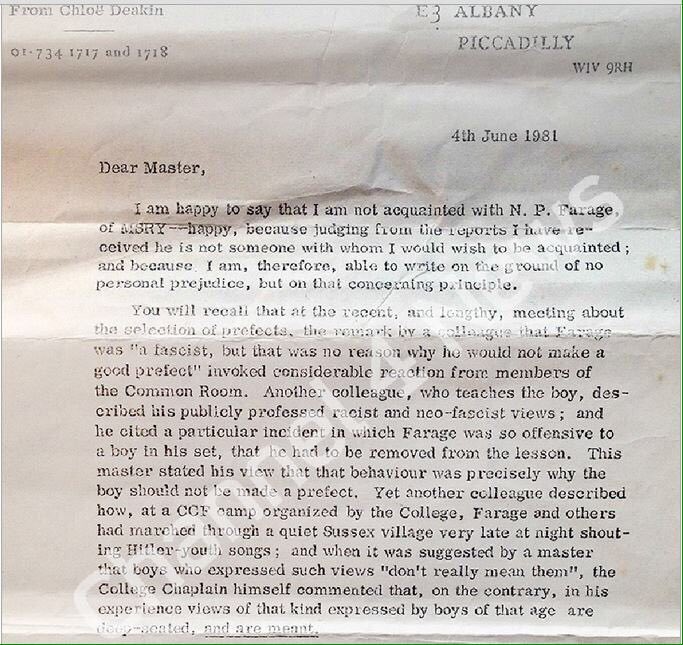 From Chloë Deakin
01-734 1717 and 1718
E3 ALBANY
PICCADILLY
W1V 9RH
4th June 1981
Dear Master,
I am happy to say that I am not acquainted with N. P. Farage,
of MSRY—happy, because judging from the reports I have re-
ceived he is not someone with whom I would wish to be acquainted ;
and because I am, therefore, able to write on the ground of no
personal prejudice, but on that concerning principle.
You will recall that at the recent, and lengthy, meeting about
the selection of prefects, the remark by a colleague that Farage
was "a fascist, but that was no reason why he would not make a
good prefect" invoked considerable reaction from members of
the Common Room. Another colleague, who teaches the boy, des-
cribed his publicly professed racist and neo-fascist views ; and
he cited a particular incident in which Farage was so offensive to
a boy in his set, that he had to be removed from the lesson. This
master stated his view that that behaviour was precisely why the
boy should not be made a prefect. Yet another colleague described
how, at a CCF camp organized by the College, Farage and others
had marched through a quiet Sussex village very late at night shout-
ing Hitler-youth songs ; and when it was suggested by a master
that boys who expressed such views "don't really mean them", the
College Chaplain himself commented that, on the contrary, in his
experience views of that kind expressed by boys of that age are
deep-seated, and are meant.
Channel 4 News